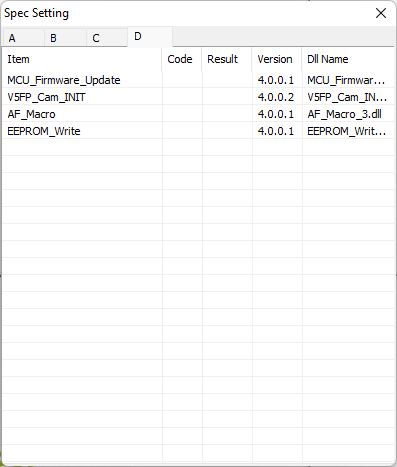 Spec Setting
A B C D
Item Code Result Version Dll Name
MCU_Firmware_Update 4.0.0.1 MCU_Firmwar...
V5FP_Cam_INIT 4.0.0.2 V5FP_Cam_IN...
AF_Macro 4.0.0.1 AF_Macro_3.dll
EEPROM_Write 4.0.0.1 EEPROM_Writ...